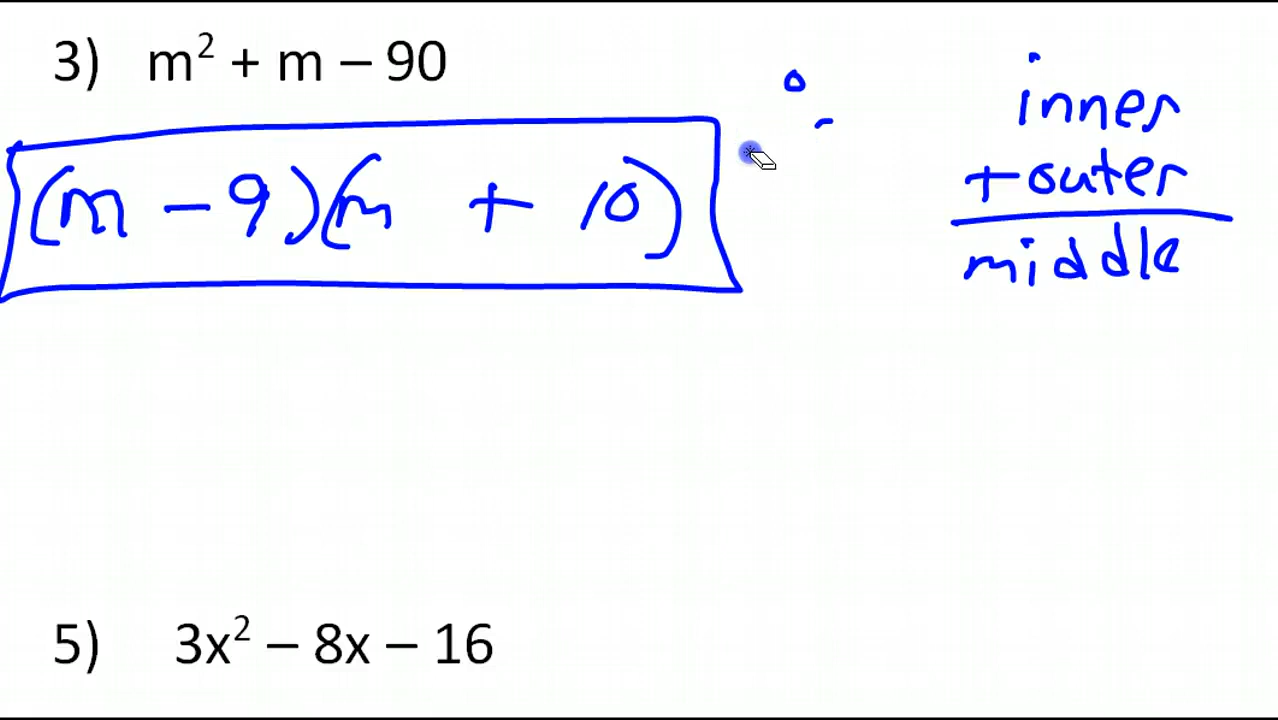 3) m² + m – 90
(m - 9)(m + 10)
inner
+outer
middle
5) 3x² – 8x – 16